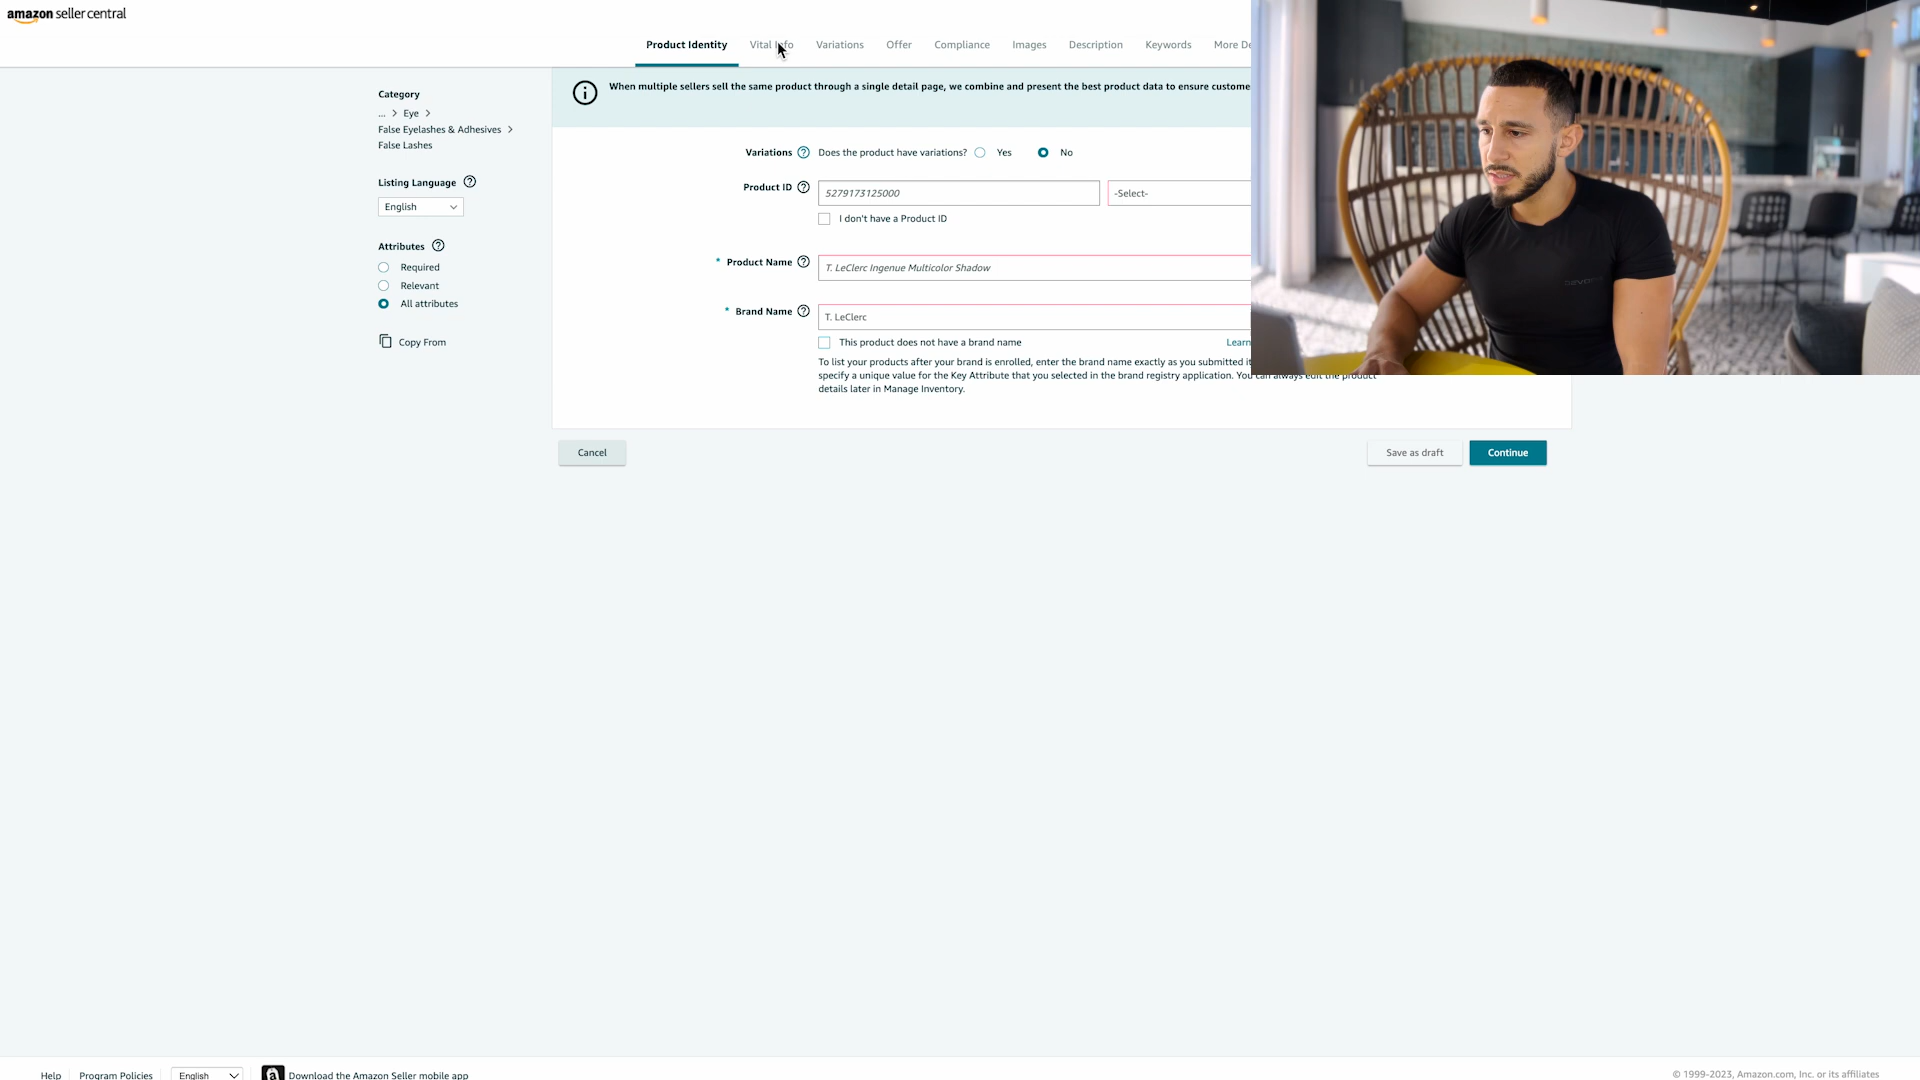 amazon seller central
Product Identity
Vital Info
Variations
Offer
Compliance
Images
Description
Keywords
More De
Category
... > Eye >
False Eyelashes & Adhesives >
False Lashes
Listing Language
English
Attributes
Required
Relevant
All attributes
Copy From
When multiple sellers sell the same product through a single detail page, we combine and present the best product data to ensure custome
Variations Does the product have variations? Yes No
Product ID 5279173125000 -Select-
I don't have a Product ID
* Product Name T. LeClerc Ingenue Multicolor Shadow
* Brand Name T. LeClerc
This product does not have a brand name Learn
To list your products after your brand is enrolled, enter the brand name exactly as you submitted i
specify a unique value for the Key Attribute that you selected in the brand registry application. You can always edit the product
details later in Manage Inventory.
Cancel
Save as draft
Continue
Help
Program Policies
English
Download the Amazon Seller mobile app
© 1999-2023, Amazon.com, Inc. or its affiliates